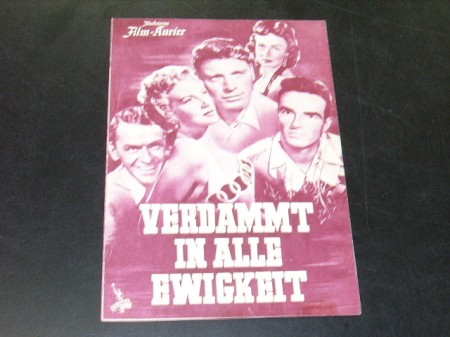 Illustrierte
Film-Kurier
VERDAMMT
IN ALLE
EWIGKEIT